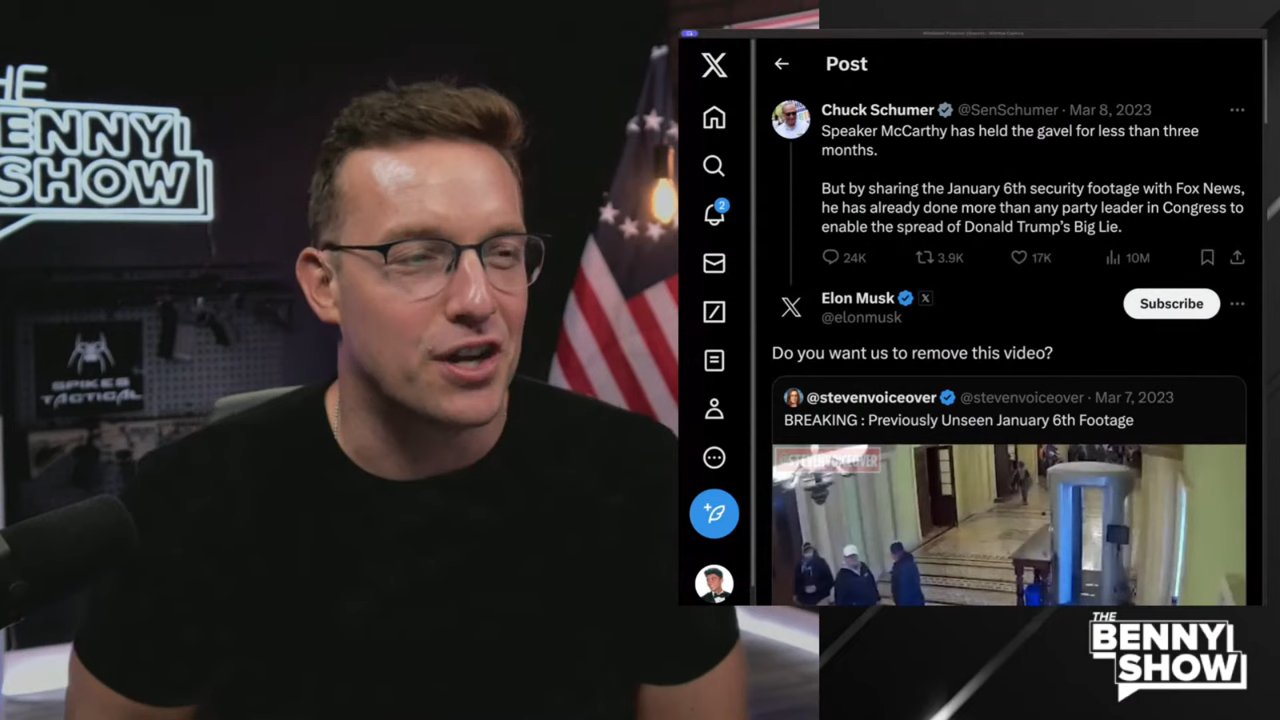 THE
BENNY
SHOW
SPIKES
TACTICAL
Post
Chuck Schumer @SenSchumer · Mar 8, 2023
Speaker McCarthy has held the gavel for less than three
months.
But by sharing the January 6th security footage with Fox News,
he has already done more than any party leader in Congress to
enable the spread of Donald Trump's Big Lie.
24K 3.9K 17K 10M
2
Elon Musk X
@elonmusk
Subscribe
Do you want us to remove this video?
@stevenvoiceover @stevenvoiceover · Mar 7, 2023
BREAKING : Previously Unseen January 6th Footage
@STEVENVOICEOVER
THE
BENNY
SHOW